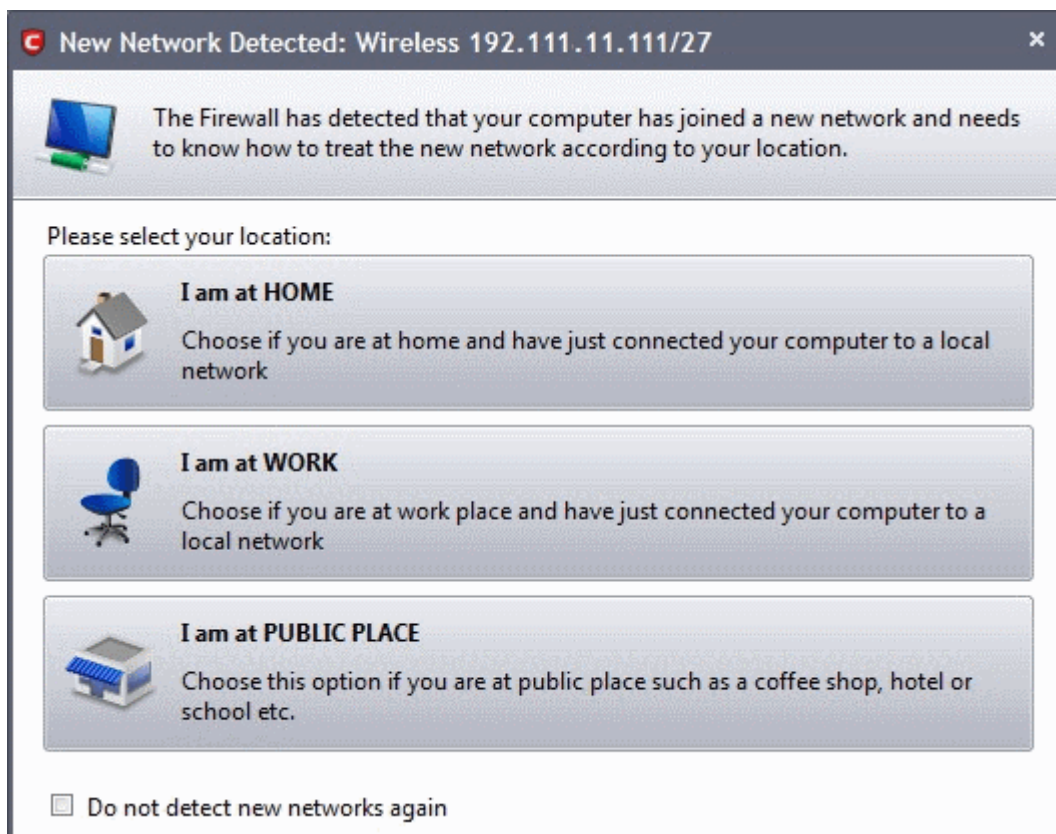 New Network Detected: Wireless 192.111.11.111/27
The Firewall has detected that your computer has joined a new network and needs
to know how to treat the new network according to your location.
Please select your location:
I am at HOME
Choose if you are at home and have just connected your computer to a local
network
I am at WORK
Choose if you are at work place and have just connected your computer to a
local network
I am at PUBLIC PLACE
Choose this option if you are at public place such as a coffee shop, hotel or
school etc.
Do not detect new networks again